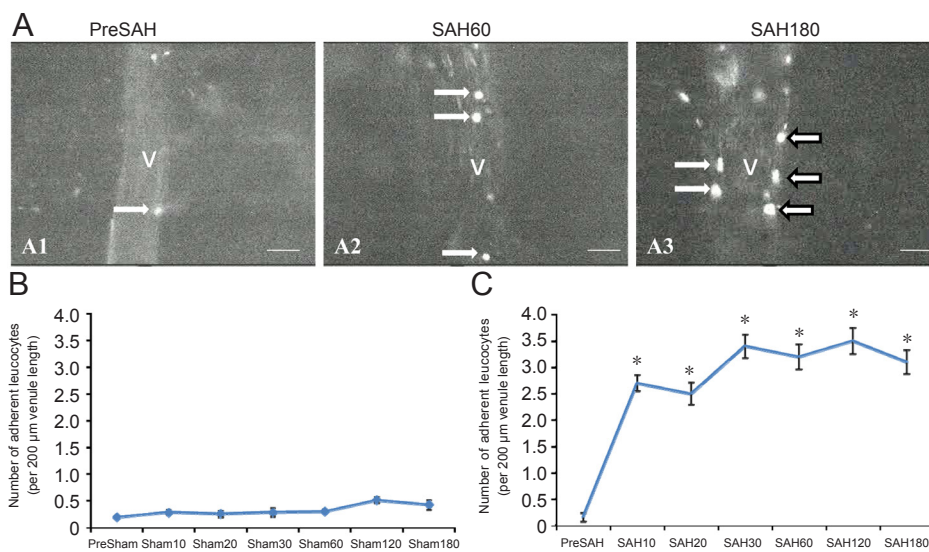 A
PreSAH
SAH60
SAH180
V
V
V
A1
A2
A3
B
Number of adherent leucocytes
(per 200 µm venule length)
4.0
3.5
3.0
2.5
2.0
1.5
1.0
0.5
0
PreSham Sham10 Sham20 Sham30 Sham60 Sham120 Sham180
C
Number of adherent leucocytes
(per 200 µm venule length)
4.0
3.5
3.0
2.5
2.0
1.5
1.0
0.5
0
* * * * * *
PreSAH SAH10 SAH20 SAH30 SAH60 SAH120 SAH180